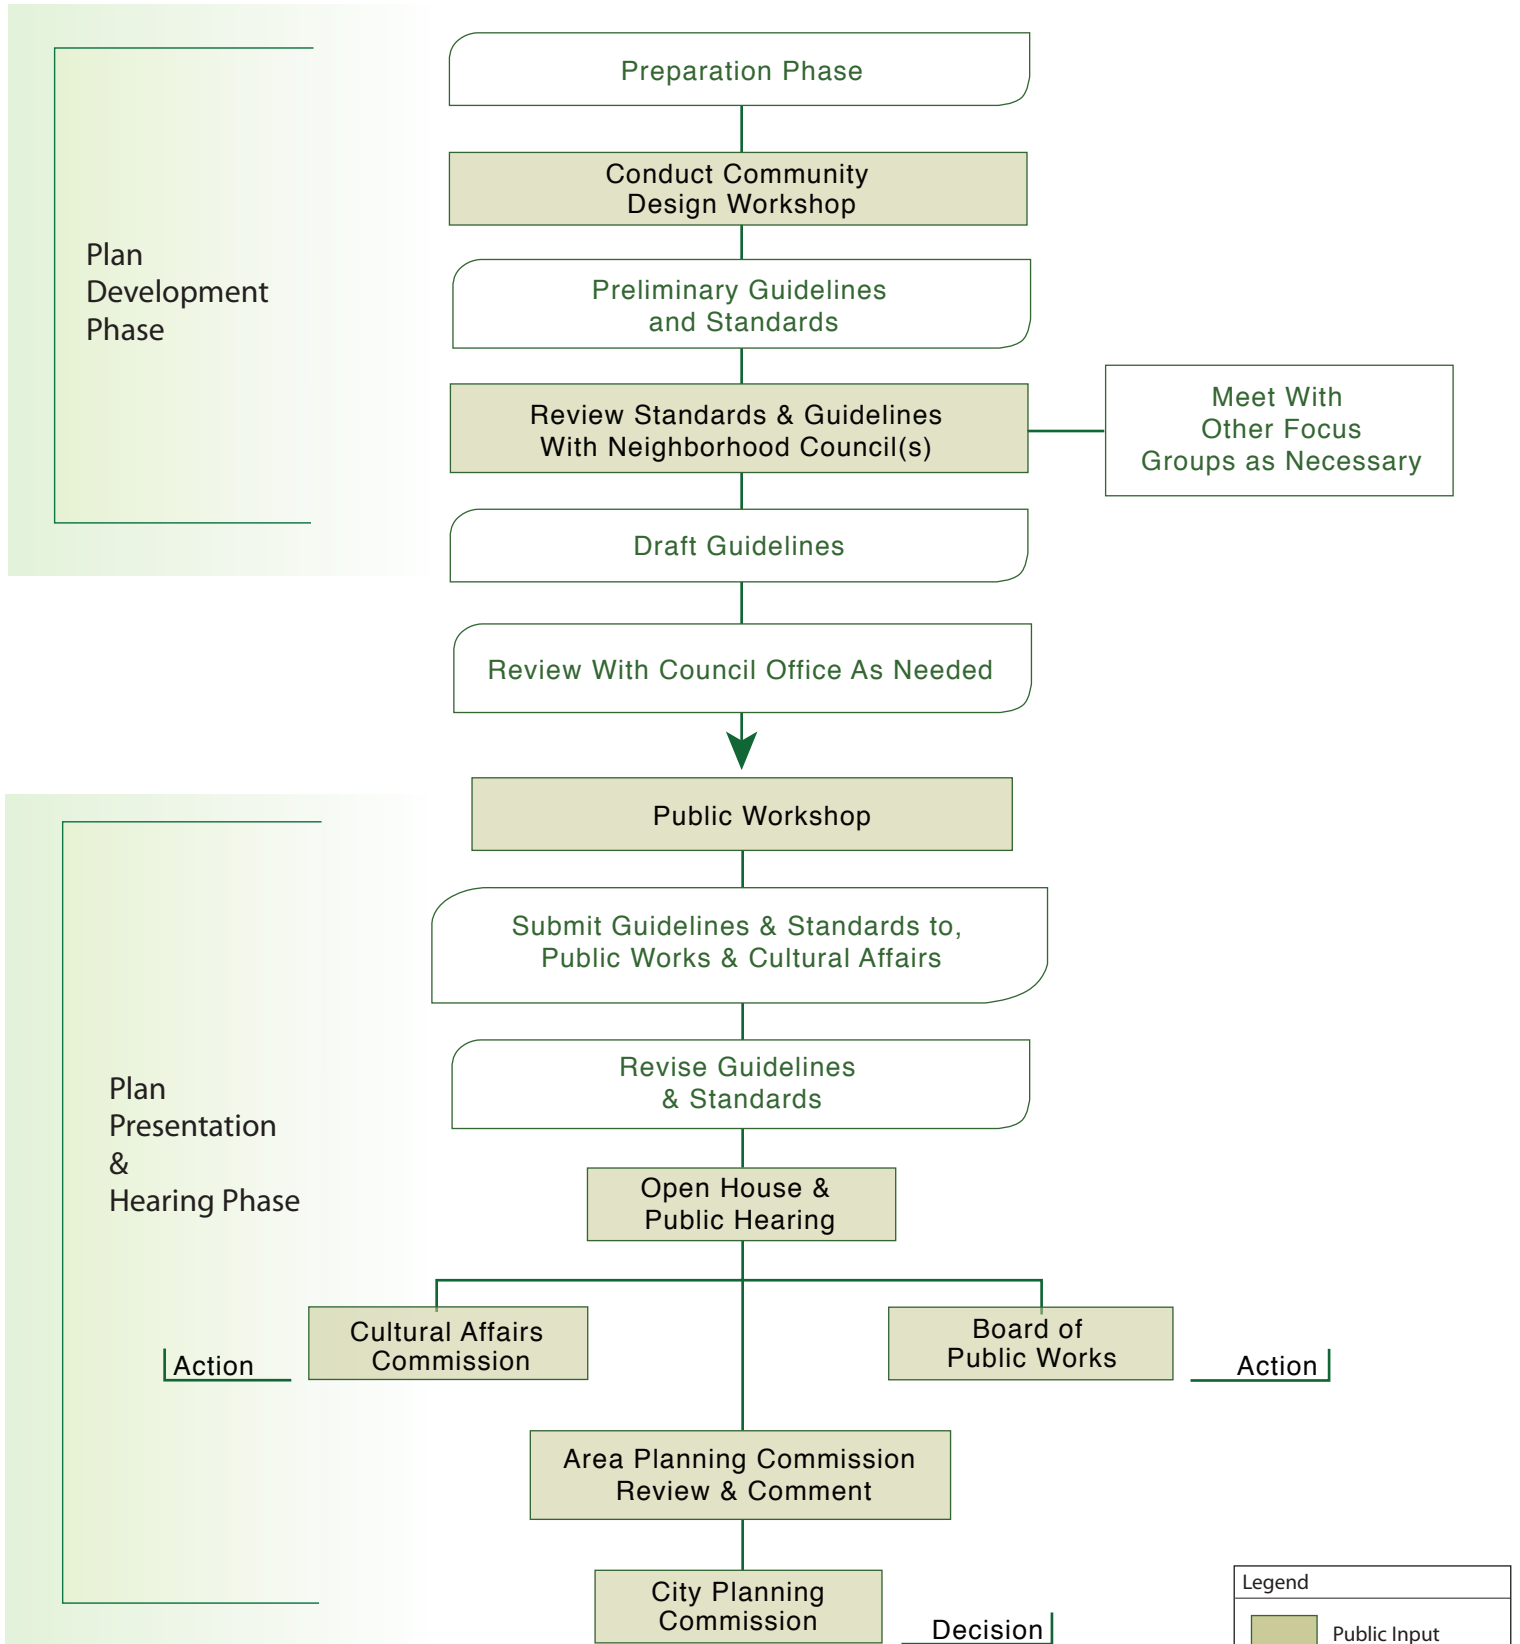 Preparation Phase
Conduct Community
Design Workshop
Plan
Development
Phase
Preliminary Guidelines
and Standards
Review Standards & Guidelines
With Neighborhood Council(s)
Meet With
Other Focus
Groups as Necessary
Draft Guidelines
Review With Council Office As Needed
Public Workshop
Submit Guidelines & Standards to,
Public Works & Cultural Affairs
Revise Guidelines
& Standards
Plan
Presentation
&
Hearing Phase
Open House &
Public Hearing
Cultural Affairs
Commission
Action
Board of
Public Works
Action
Area Planning Commission
Review & Comment
City Planning
Commission
Decision
Legend
Public Input